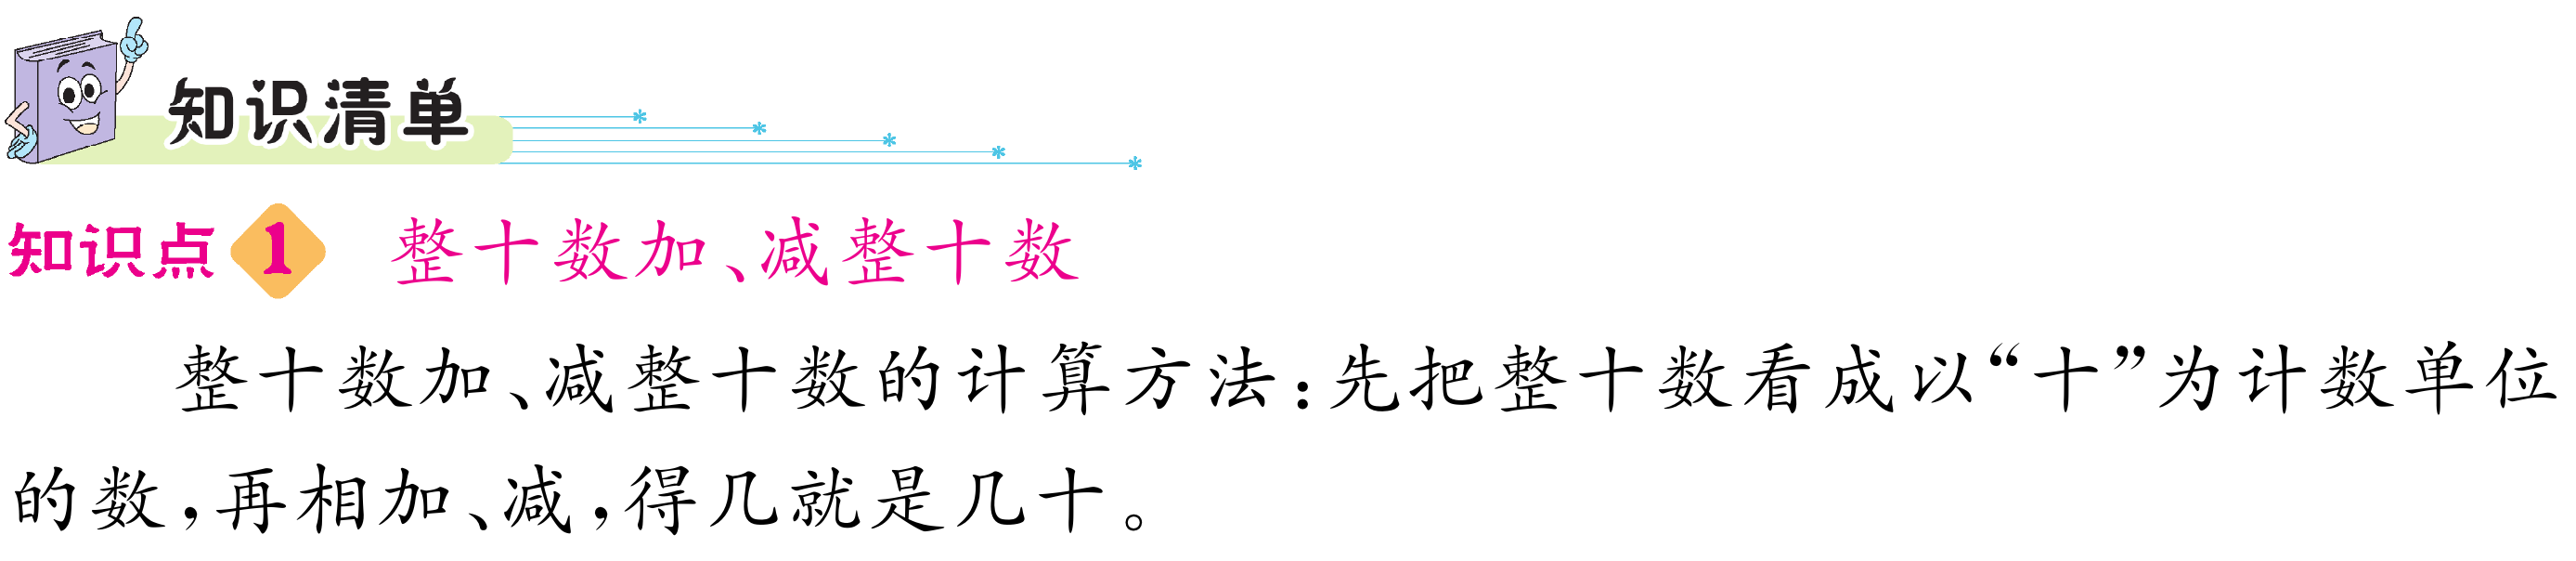 知识清单
知识点1 整十数加、减整十数
整十数加、减整十数的计算方法：先把整十数看成以“十”为计数单位
的数，再相加、减，得几就是几十。